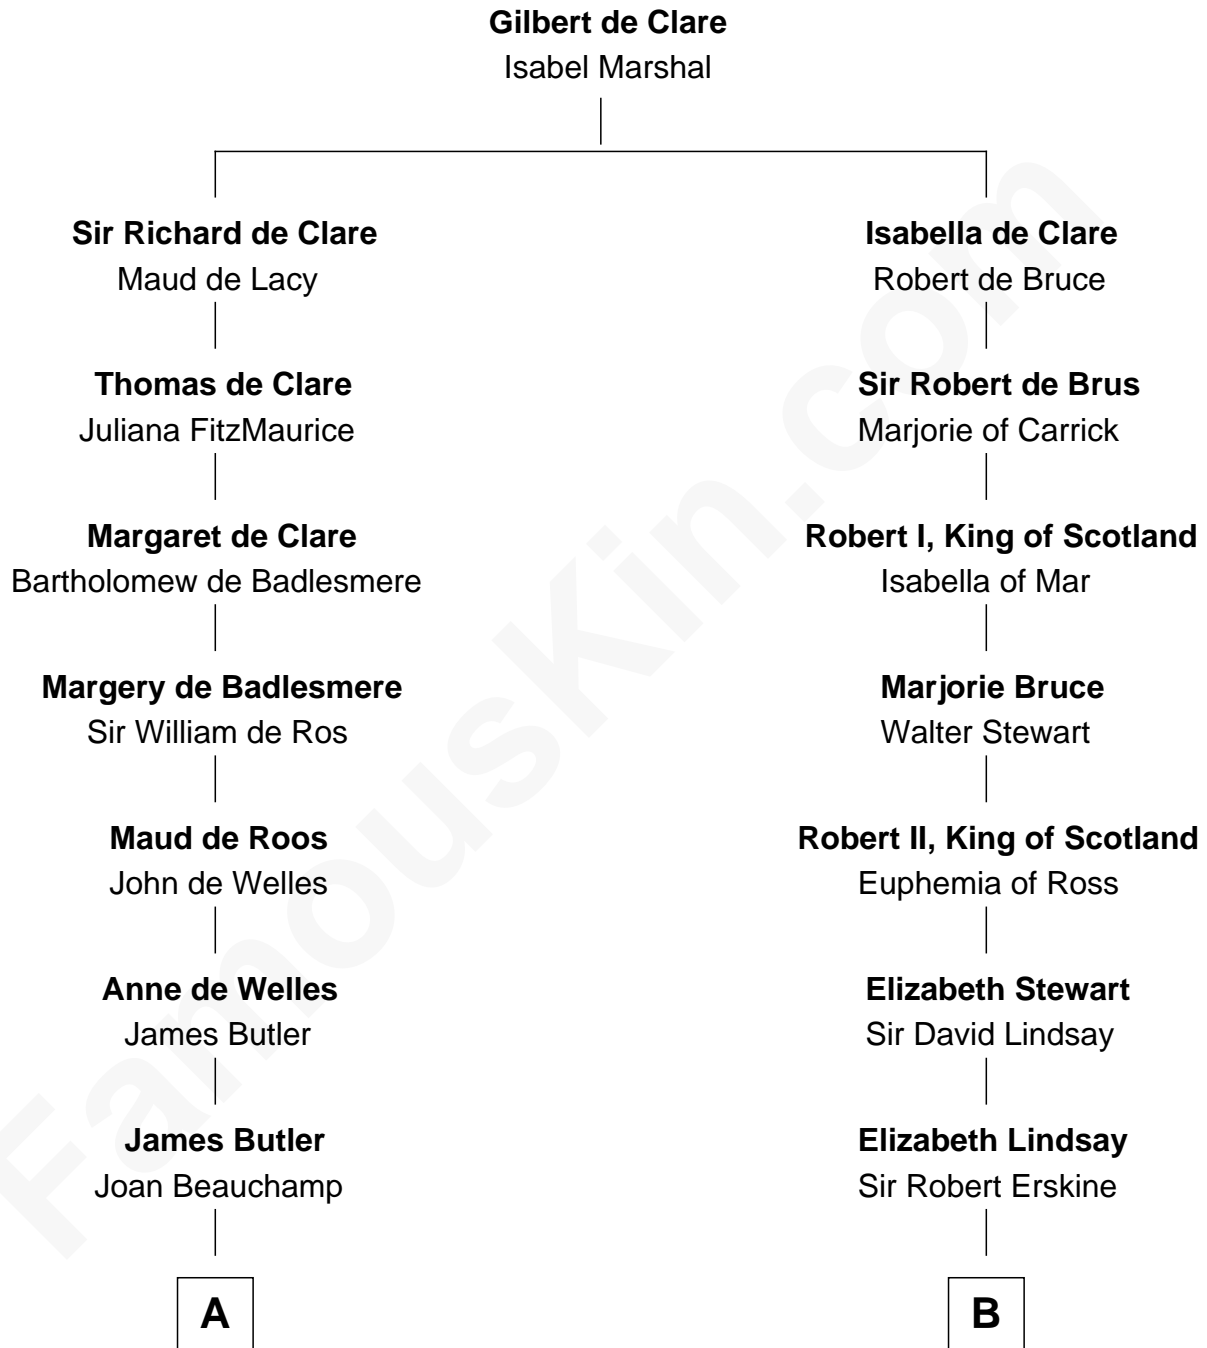 Gilbert de Clare
Isabel Marshal
Sir Richard de Clare
Maud de Lacy
Thomas de Clare
Juliana FitzMaurice
Margaret de Clare
Bartholomew de Badlesmere
Margery de Badlesmere
Sir William de Ros
Maud de Roos
John de Welles
Anne de Welles
James Butler
James Butler
Joan Beauchamp
A
Isabella de Clare
Robert de Bruce
Sir Robert de Brus
Marjorie of Carrick
Robert I, King of Scotland
Isabella of Mar
Marjorie Bruce
Walter Stewart
Robert II, King of Scotland
Euphemia of Ross
Elizabeth Stewart
Sir David Lindsay
Elizabeth Lindsay
Sir Robert Erskine
B
FamousKin.com